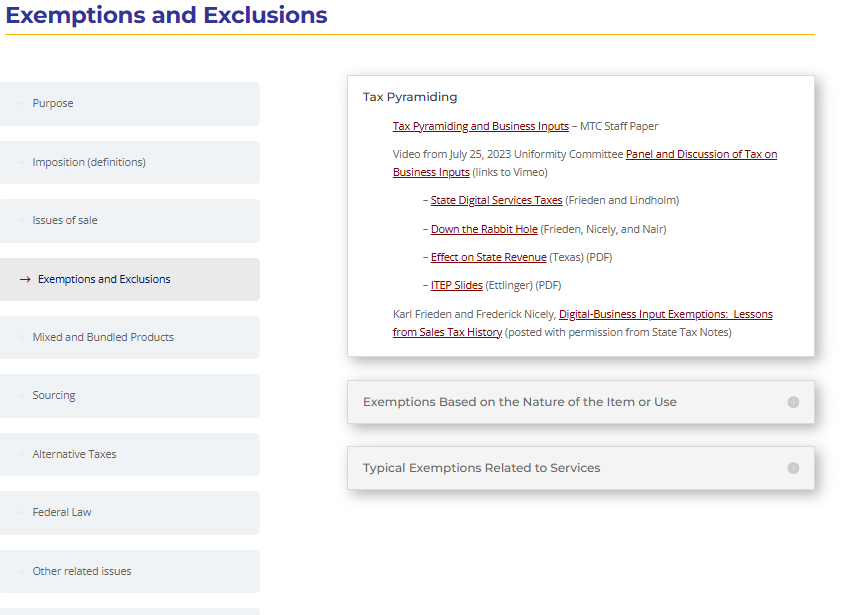 Exemptions and Exclusions
Purpose
Imposition (definitions)
Issues of sale
→ Exemptions and Exclusions
Mixed and Bundled Products
Sourcing
Alternative Taxes
Federal Law
Other related issues
Tax Pyramiding
Tax Pyramiding and Business Inputs – MTC Staff Paper
Video from July 25, 2023 Uniformity Committee Panel and Discussion of Tax on
Business Inputs (links to Vimeo)
– State Digital Services Taxes (Frieden and Lindholm)
– Down the Rabbit Hole (Frieden, Nicely, and Nair)
– Effect on State Revenue (Texas) (PDF)
– ITEP Slides (Ettlinger) (PDF)
Karl Frieden and Frederick Nicely, Digital-Business Input Exemptions:  Lessons
from Sales Tax History (posted with permission from State Tax Notes)
Exemptions Based on the Nature of the Item or Use
Typical Exemptions Related to Services